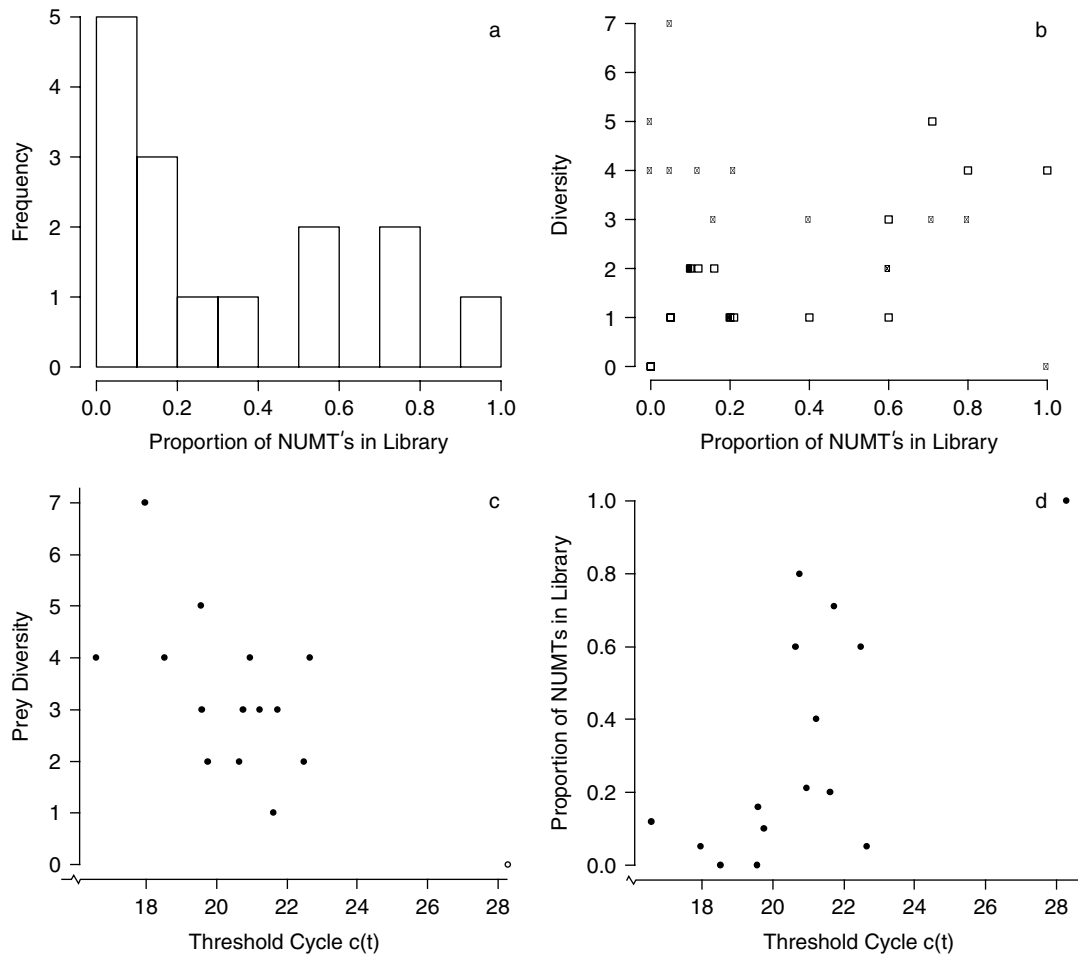 a
5
4
3
2
1
0
Frequency
0.0 0.2 0.4 0.6 0.8 1.0
Proportion of NUMT's in Library
b
7
6
5
4
3
2
1
0
Diversity
0.0 0.2 0.4 0.6 0.8 1.0
Proportion of NUMT's in Library
c
7
6
5
4
3
2
1
0
Prey Diversity
18 20 22 24 26 28
Threshold Cycle c(t)
d
1.0
0.8
0.6
0.4
0.2
0.0
Proportion of NUMTs in Library
18 20 22 24 26 28
Threshold Cycle c(t)